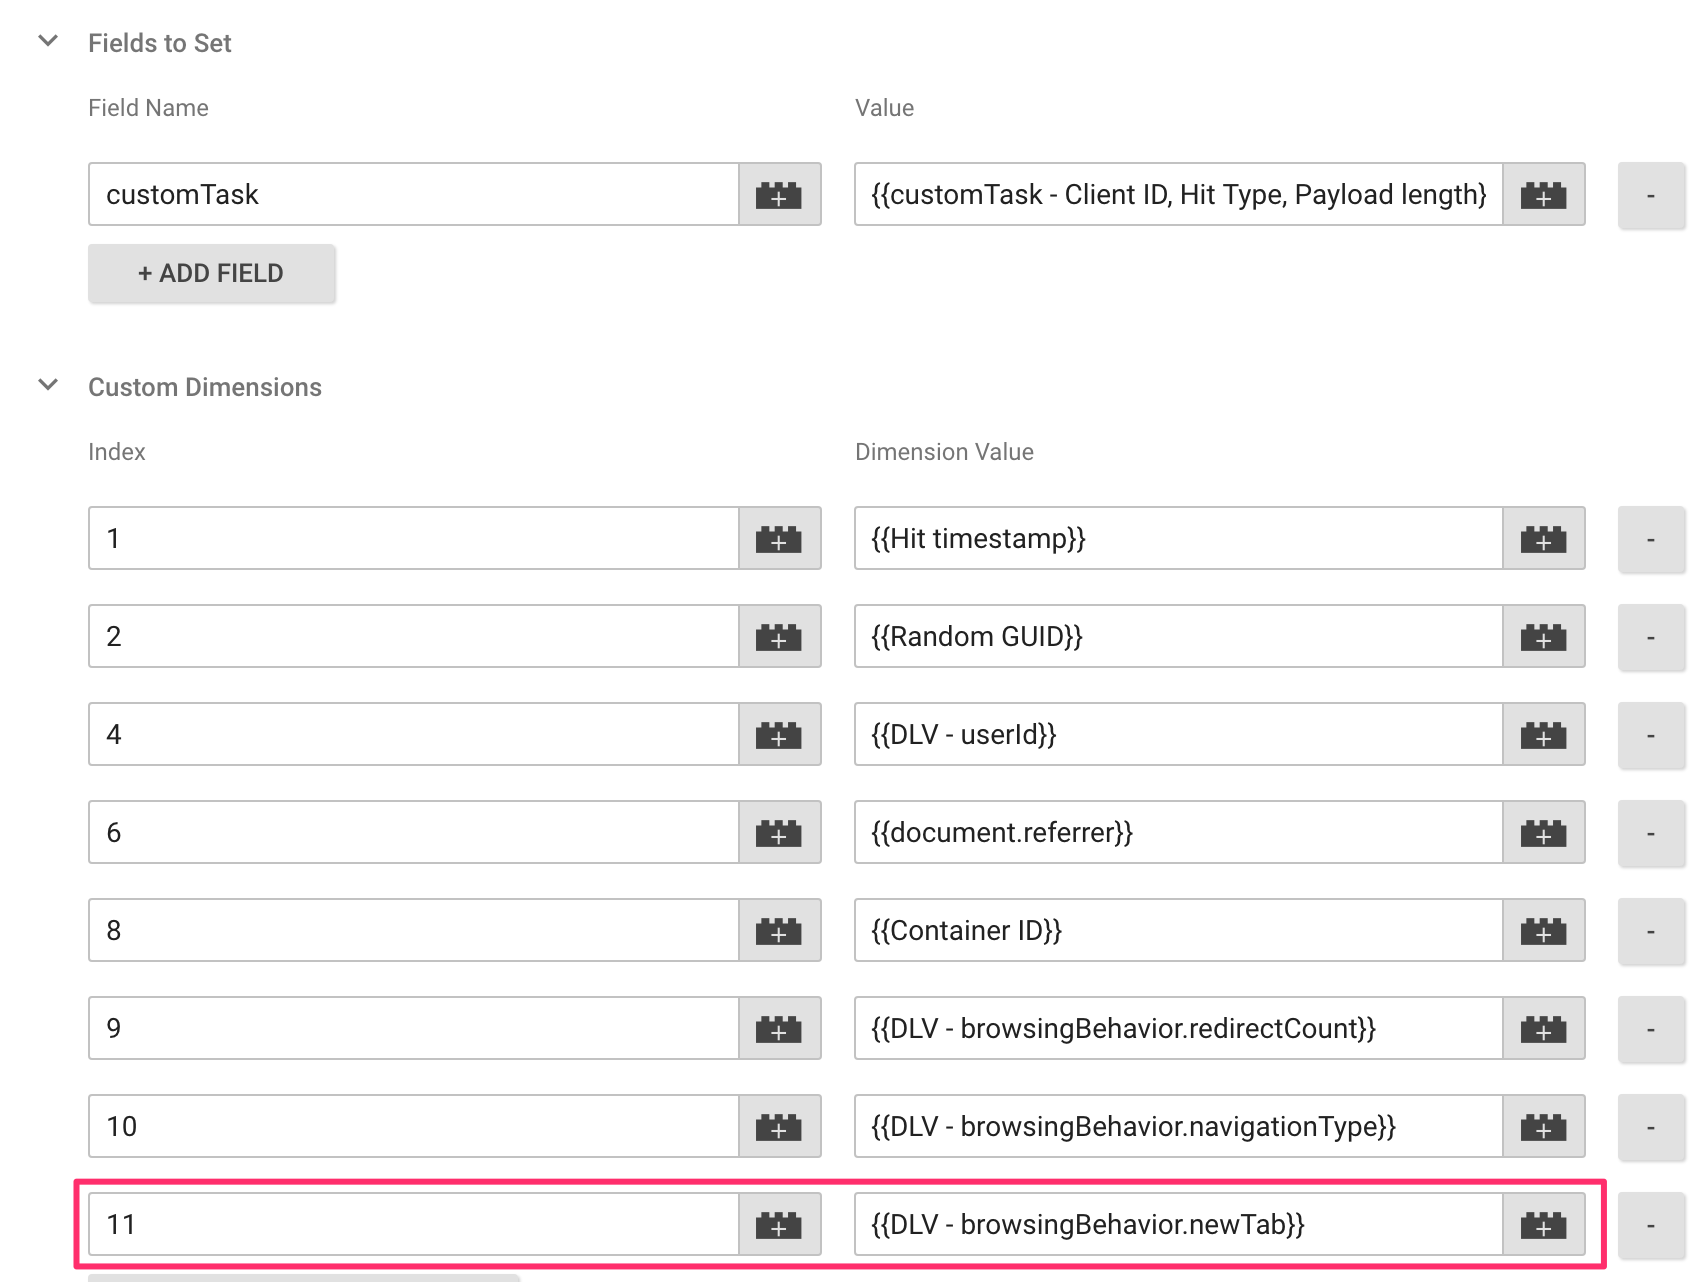 Fields to Set
Field Name Value
customTask {{customTask - Client ID, Hit Type, Payload length} -
+ ADD FIELD
Custom Dimensions
Index Dimension Value
1 {{Hit timestamp}} -
2 {{Random GUID}} -
4 {{DLV - userId}} -
6 {{document.referrer}} -
8 {{Container ID}} -
9 {{DLV - browsingBehavior.redirectCount}} -
10 {{DLV - browsingBehavior.navigationType}} -
11 {{DLV - browsingBehavior.newTab}} -